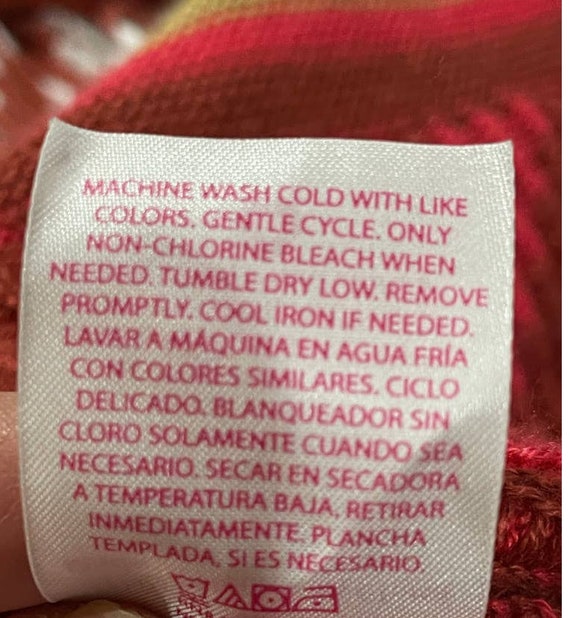 MACHINE WASH COLD WITH LIKE
COLORS. GENTLE CYCLE. ONLY
NON-CHLORINE BLEACH WHEN
NEEDED. TUMBLE DRY LOW. REMOVE
PROMPTLY. COOL IRON IF NEEDED.
LAVAR A MÁQUINA EN AGUA FRÍA
CON COLORES SIMILARES. CICLO
DELICADO. BLANQUEADOR SIN
CLORO SOLAMENTE CUANDO SEA
NECESARIO. SECAR EN SECADORA
A TEMPERATURA BAJA. RETIRAR
INMEDIATAMENTE. PLANCHA
TEMPLADA, SI ES NECESARIO.